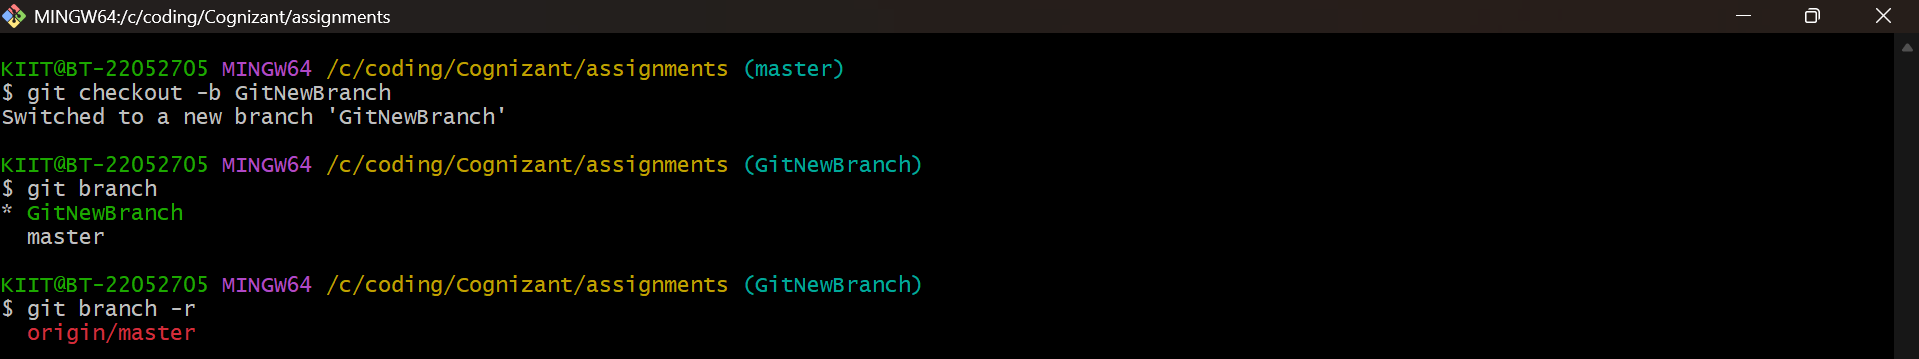 MINGW64:/c/coding/Cognizant/assignments
KIIT@BT-22052705 MINGW64 /c/coding/Cognizant/assignments (master)
$ git checkout -b GitNewBranch
Switched to a new branch 'GitNewBranch'
KIIT@BT-22052705 MINGW64 /c/coding/Cognizant/assignments (GitNewBranch)
$ git branch
* GitNewBranch
  master
KIIT@BT-22052705 MINGW64 /c/coding/Cognizant/assignments (GitNewBranch)
$ git branch -r
  origin/master